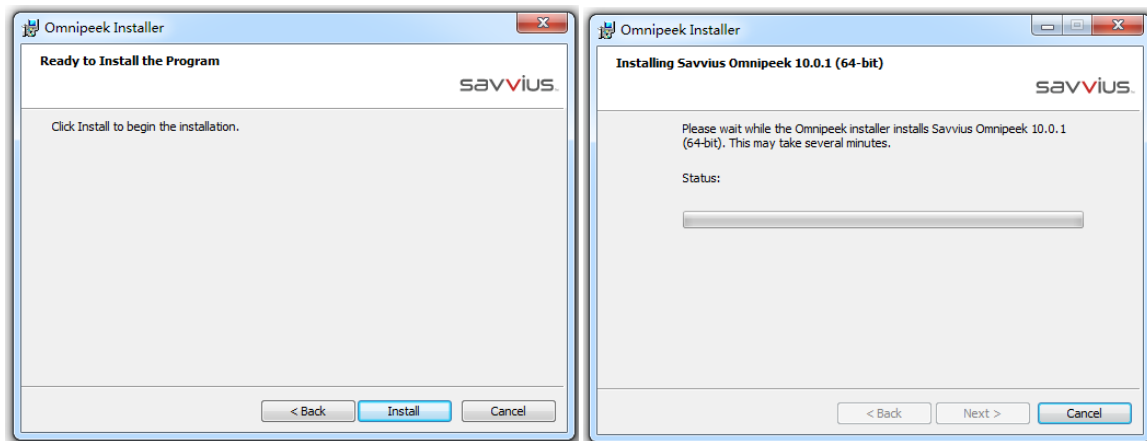 Omnipeek Installer
Ready to Install the Program
savvius
Click Install to begin the installation.
< Back
Install
Cancel
Omnipeek Installer
Installing Savvius Omnipeek 10.0.1 (64-bit)
savvius
Please wait while the Omnipeek installer installs Savvius Omnipeek 10.0.1
(64-bit). This may take several minutes.
Status:
< Back
Next >
Cancel